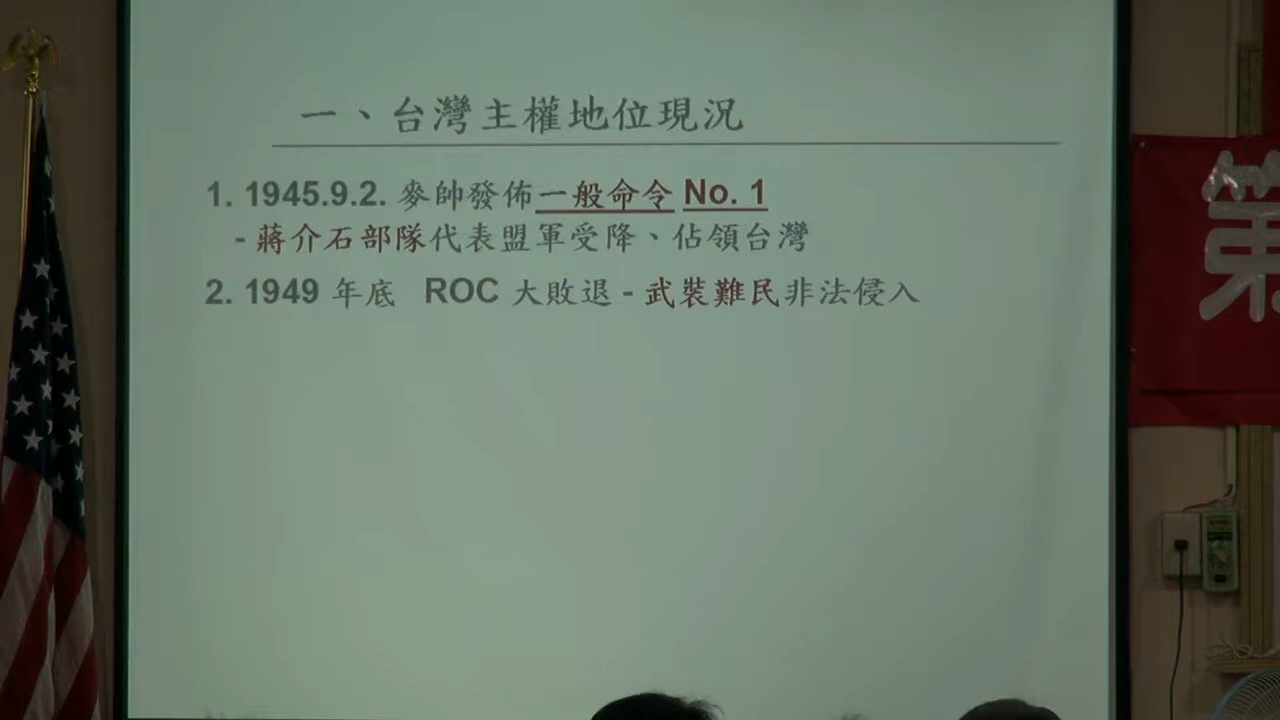 一、台灣主權地位現況
1. 1945.9.2. 麥帥發佈一般命令 No. 1
- 蔣介石部隊代表盟軍受降、佔領台灣
2. 1949 年底 ROC 大敗退 - 武裝難民非法侵入
第